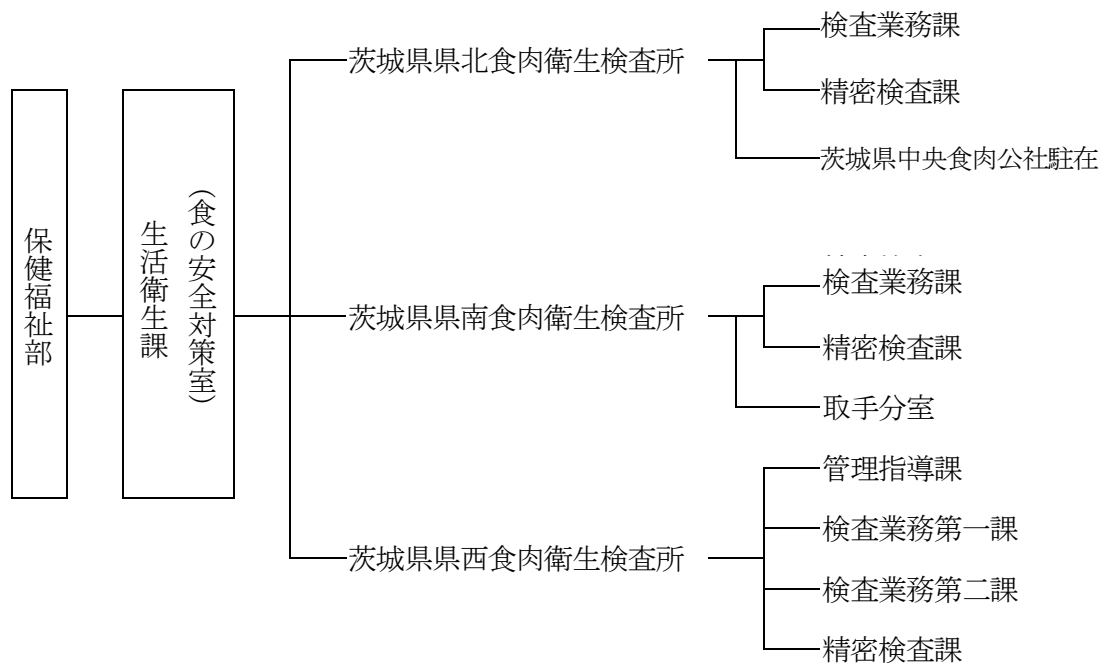 保健福祉部
生活衛生課
(食の安全対策室)
茨城県県北食肉衛生検査所
検査業務課
精密検査課
茨城県中央食肉公社駐在
茨城県県南食肉衛生検査所
検査業務課
精密検査課
取手分室
茨城県県西食肉衛生検査所
管理指導課
検査業務第一課
検査業務第二課
精密検査課